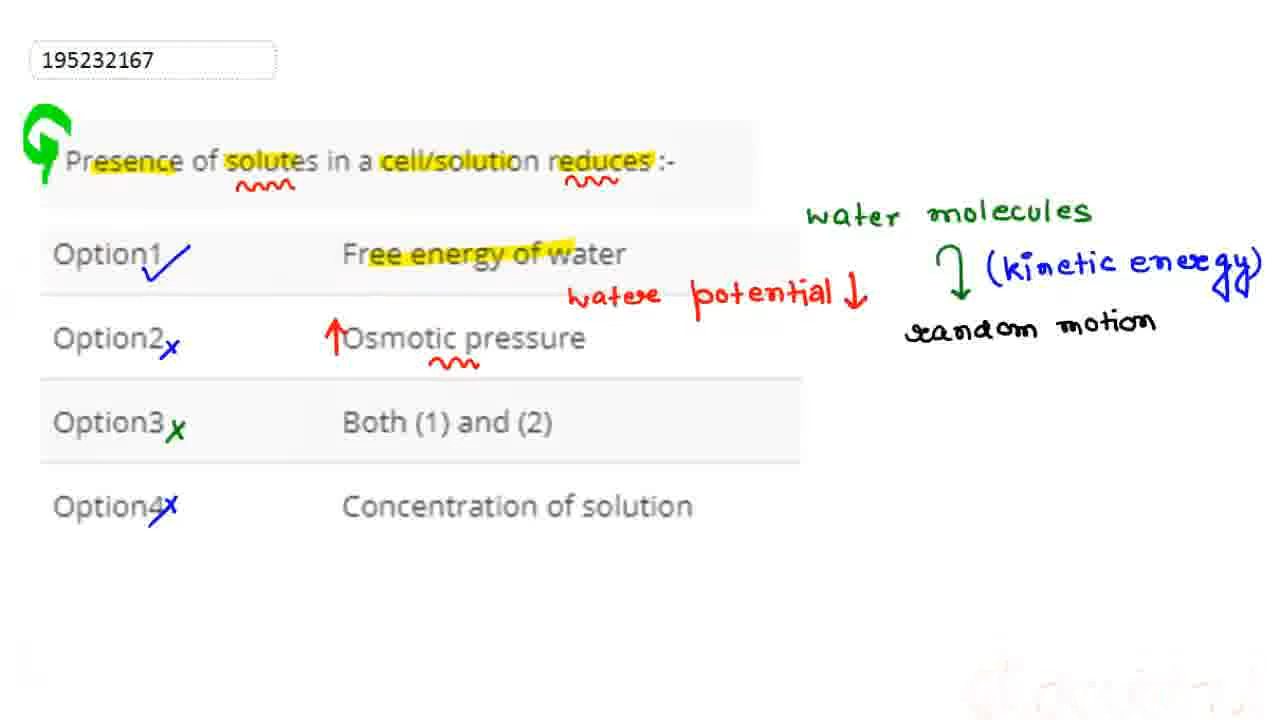 195232167
Presence of solutes in a cell/solution reduces :-
water molecules
Option1 Free energy of water
(kinetic energy)
water potential ↓
random motion
Option2 x ↑ Osmotic pressure
Option3 x Both (1) and (2)
Option4 x Concentration of solution